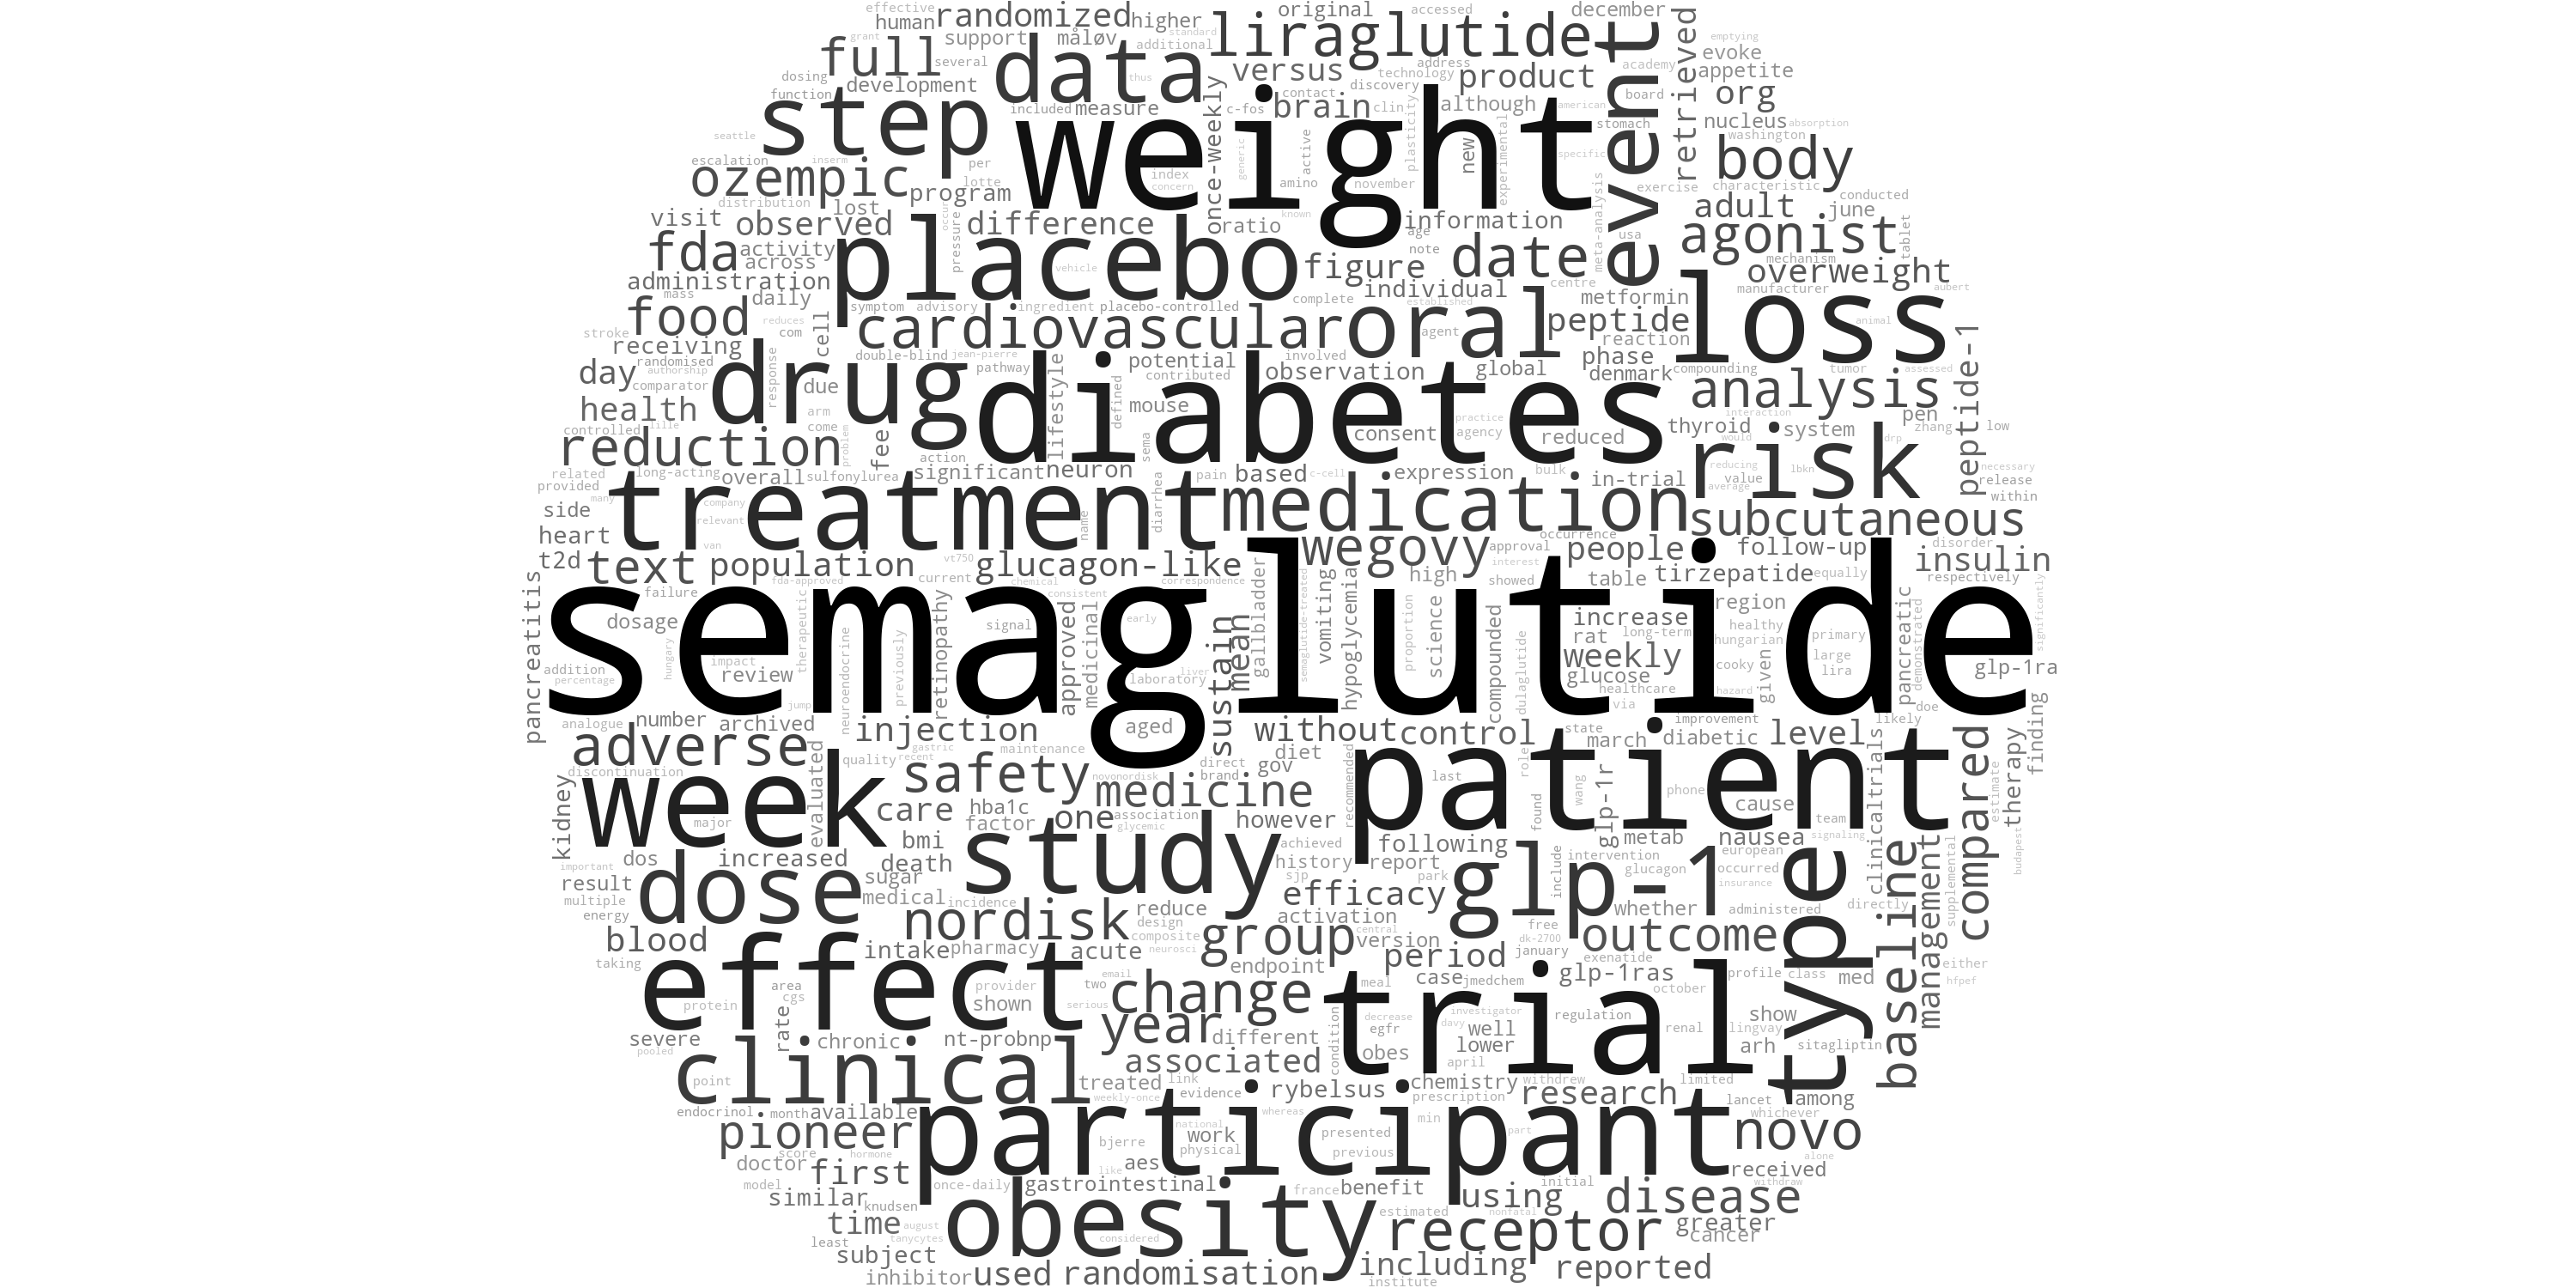 effective
randomized
higher
original
accessed
december
human
grant
standard
full
support
måløv
additional
liraglutide
event
retrieved
emptying
evoke
several
data
versus
address
technology
product
academy
appetite
dosing
thus
function
development
step
included
measure
once-weekly
c-fos
contact
discovery
brain
clin
plasticity
although
american
board
org
stomach
nucleus
absorption
weight
washington
seattle
generic
active
new
experimental
specific
body
escalation
inserm
per
ozempic
lotte
index
concern
amino
november
meta-analysis
exercise
characteristic
conducted
program
distribution
lost
known
adult
june
visit
observed
occur
pressure
difference
ratio
information
age
note
usa
agonist
tablet
fda
activity
across
placebo
vehicle
figure
date
centre
mechanism
overweight
administration
mass
daily
individual
metformin
manufacturer
aubert
food
symptom
advisory
ingredient
placebo-controlled
complete
established
loss
stroke
reduces
com
cell
cardiovascular
oral
agent
peptide
animal
peptide-1
receiving
randomised
double-blind
jean-pierre
potential
involved
reaction
phase
day
authorship
response
drug
pathway
lifestyle
contributed
observation
global
denmark
compounding
tumor
assessed
comparator
due
diabetes
defined
mouse
analysis
health
arm
come
practice
interaction
pen
controlled
lille
problem
fee
sema
consent
agency
reduced
thyroid
would
system
drp
zhang
low
reduction
action
risk
related
long-acting
overall
sulfonylurea
significant
neuron
diarrhea
pain
based
c-cell
expression
bulk
in-trial
reducing
value
lbkn
necessary
provided
many
average
release
within
side
company
relevant
treatment
name
medication
subcutaneous
heart
van
wegovy
occurrence
approval
people
follow-up
disorder
t2d
text
population
vt750
glucagon-like
interest
insulin
pancreatitis
fda-approved
current
chemical
correspondence
gallbladder
high
showed
table
tirzepatide
equally
respectively
failure
therapeutic
retinopathy
consistent
semaglutide-treated
vomiting
hypoglycemia
proportion
science
compounded
dulaglutide
increase
region
pancreatic
demonstrated
significantly
dosage
semaglutide
neuroendocrine
previously
signal
approved
medicinal
early
sustain
mean
rat
long-term
healthy
hungarian
primary
hungary
impact
weekly
cooky
given
large
addition
percentage
review
liver
laboratory
glucose
lira
glp-1ra
healthcare
hazard
analogue
number
archived
jump
via
doe
injection
aged
without
control
state
improvement
likely
adverse
evaluated
quality
gastric
recent
maintenance
diet
march
diabetic
level
clinicaltrials
compared
finding
discontinuation
safety
novonordisk
direct
brand
gov
recommended
last
role
glp-1r
estimate
therapy
kidney
week
care
hba1c
medicine
patient
wang
phone
cause
major
factor
one
association
glycemic
however
found
metab
nausea
team
signaling
bmi
study
achieved
following
intervention
european
baseline
management
supplemental
budapest
important
dos
increased
death
history
report
include
glucagon
occurred
result
sugar
sjp
park
insurance
multiple
dose
medical
incidence
efficacy
glp-1
type
directly
energy
nordisk
reduce
activation
free
whether
administered
blood
design
composite
neurosci
group
central
version
dk-2700
outcome
taking
effect
intake
pharmacy
acute
endpoint
period
january
exenatide
either
email
case
jmedchem
glp-1ras
profile
class
med
hfpef
area
cgs
provider
two
change
meal
october
protein
shown
serious
trial
decrease
investigator
regulation
show
rate
year
condition
egfr
davy
well
renal
lingvay
severe
chronic
nt-probnp
different
lower
arh
sitagliptin
pooled
associated
obes
april
clinical
treated
link
rybelsus
chemistry
withdrew
limited
point
weekly-once
evidence
prescription
research
lancet
among
endocrinol
month
available
whereas
min
whichever
pioneer
participant
national
part
novo
score
bjerre
work
physical
presented
doctor
hormone
first
previous
alone
aes
like
received
model
once-daily
gastrointestinal
france
benefit
initial
withdraw
similar
knudsen
using
disease
time
august
obesity
estimated
nonfatal
greater
least
tanycytes
considered
receptor
cancer
subject
inhibitor
used
randomisation
including
institute
reported